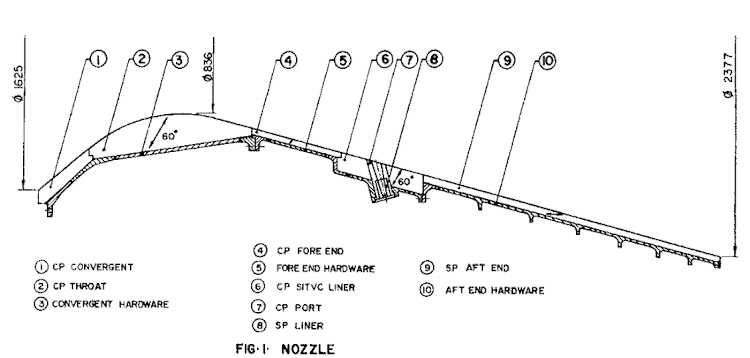 ① ② ③ ④ ⑤ ⑥ ⑦ ⑧ ⑨ ⑩
Ø 1625
Ø 836
Ø 2377
60°
60°
① CP CONVERGENT
② CP THROAT
③ CONVERGENT HARDWARE
④ CP FORE END
⑤ FORE END HARDWARE
⑥ CP SITVC LINER
⑦ CP PORT
⑧ SP LINER
⑨ SP AFT END
⑩ AFT END HARDWARE
FIG·1· NOZZLE